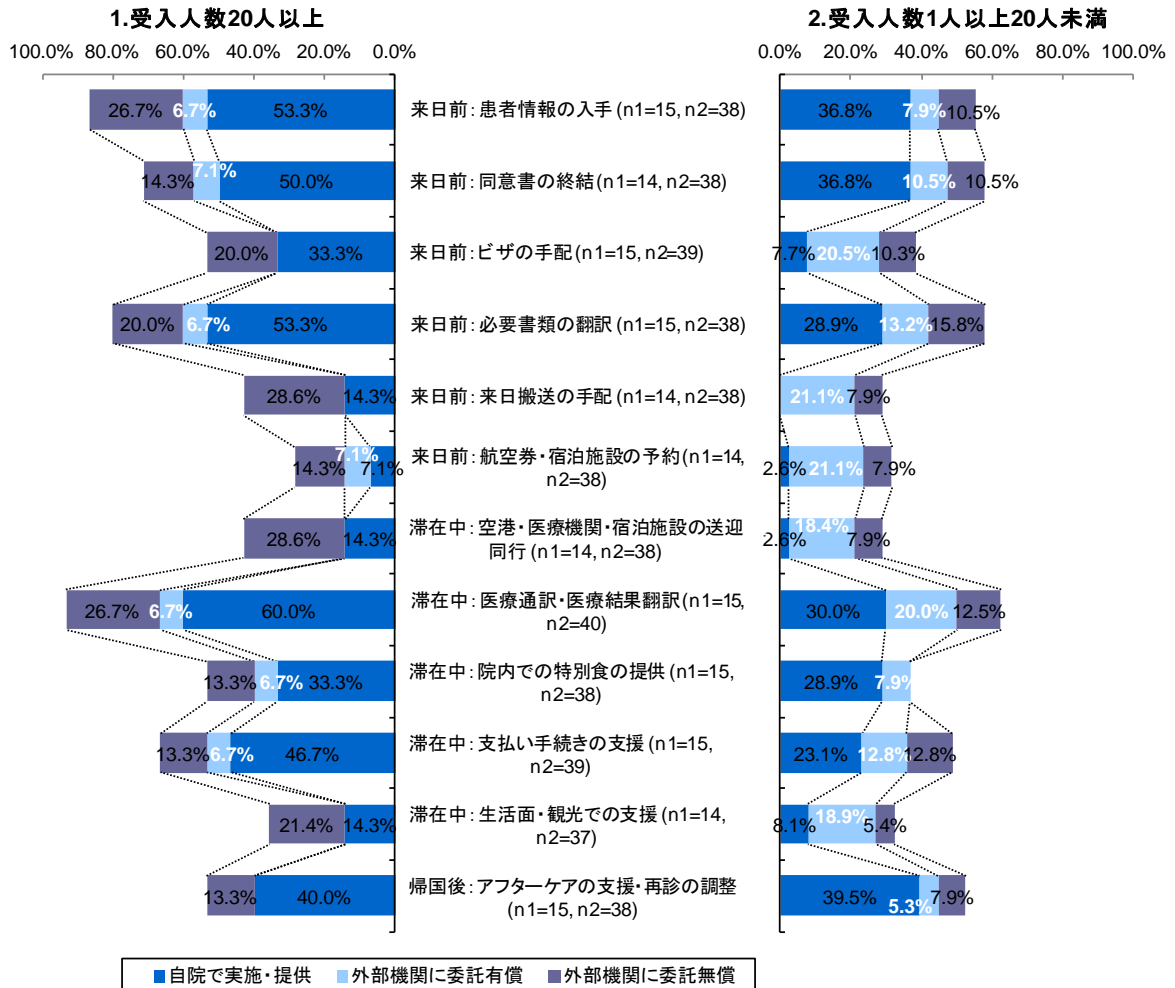 1.受入人数20人以上
2.受入人数1人以上20人未満
100.0% 80.0% 60.0% 40.0% 20.0% 0.0%
0.0% 20.0% 40.0% 60.0% 80.0% 100.0%
26.7% 6.7% 53.3% 来日前:患者情報の入手(n1=15, n2=38) 36.8% 7.9% 10.5%
14.3% 7.1% 50.0% 来日前:同意書の終結(n1=14, n2=38) 36.8% 10.5% 10.5%
20.0% 33.3% 来日前:ビザの手配(n1=15, n2=39) 7.7% 20.5% 10.3%
20.0% 6.7% 53.3% 来日前:必要書類の翻訳(n1=15, n2=38) 28.9% 13.2% 15.8%
28.6% 14.3% 来日前:来日搬送の手配(n1=14, n2=38) 21.1% 7.9%
14.3% 7.1% 7.1% 来日前:航空券・宿泊施設の予約(n1=14,
n2=38) 2.6% 21.1% 7.9%
28.6% 14.3% 滞在中:空港・医療機関・宿泊施設の送迎
同行(n1=14, n2=38) 2.6% 18.4% 7.9%
26.7% 6.7% 60.0% 滞在中:医療通訳・医療結果翻訳(n1=15,
n2=40) 30.0% 20.0% 12.5%
13.3% 6.7% 33.3% 滞在中:院内での特別食の提供(n1=15,
n2=38) 28.9% 7.9%
13.3% 6.7% 46.7% 滞在中:支払い手続きの支援(n1=15,
n2=39) 23.1% 12.8% 12.8%
21.4% 14.3% 滞在中:生活面・観光での支援(n1=14,
n2=37) 8.1% 18.9% 5.4%
13.3% 40.0% 帰国後:アフターケアの支援・再診の調整
(n1=15, n2=38) 39.5% 5.3% 7.9%
自院で実施・提供 外部機関に委託有償 外部機関に委託無償